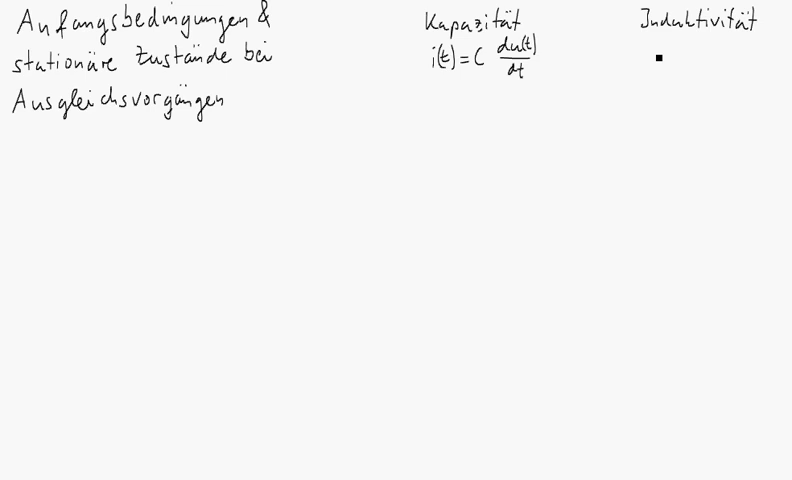 Anfangsbedingungen &
stationäre Zustände bei
Ausgleichsvorgängen
Kapazität
i(t) = C du(t)/dt
Induktivität